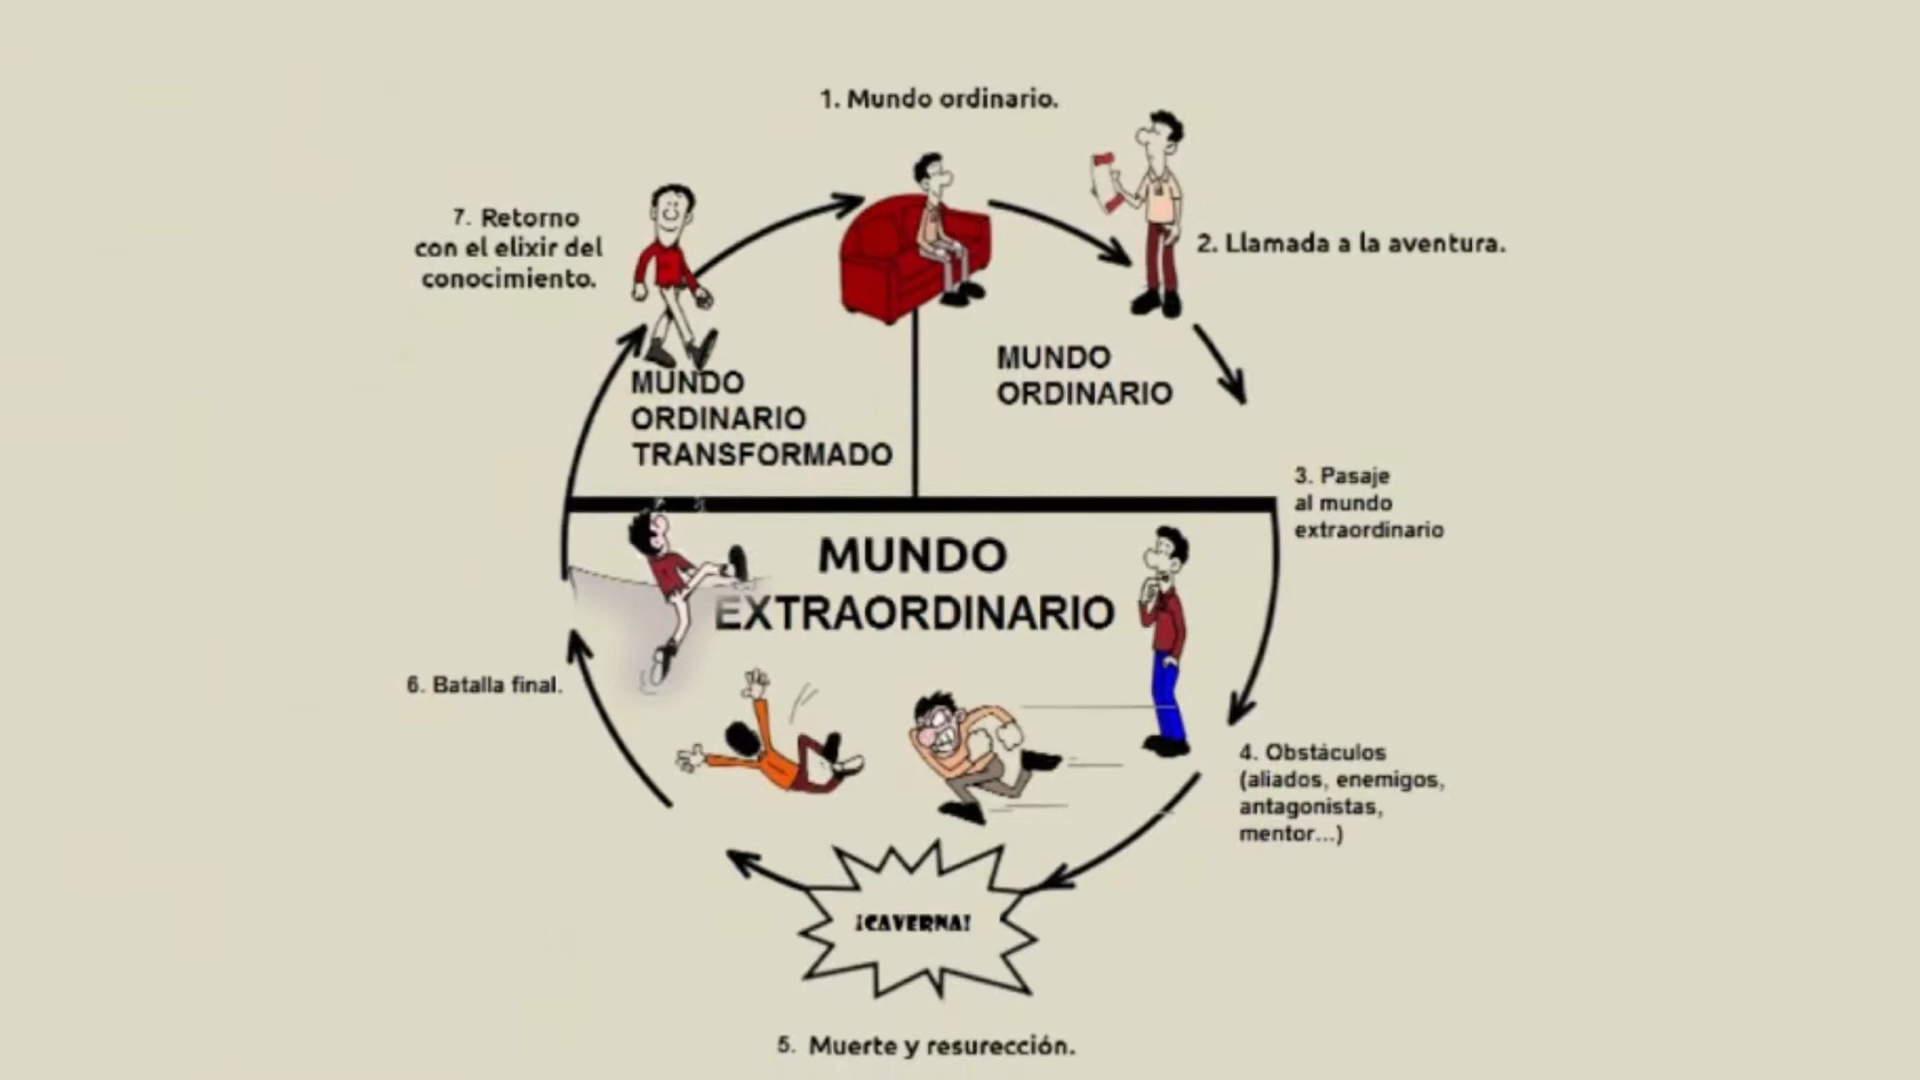 1. Mundo ordinario.
2. Llamada a la aventura.
7. Retorno
con el elixir del
conocimiento.
MUNDO
ORDINARIO
MUNDO
ORDINARIO
TRANSFORMADO
3. Pasaje
al mundo
extraordinario
MUNDO
EXTRAORDINARIO
4. Obstáculos
(aliados, enemigos,
antagonistas,
mentor...)
6. Batalla final.
¡CAVERNA!
5. Muerte y resurección.